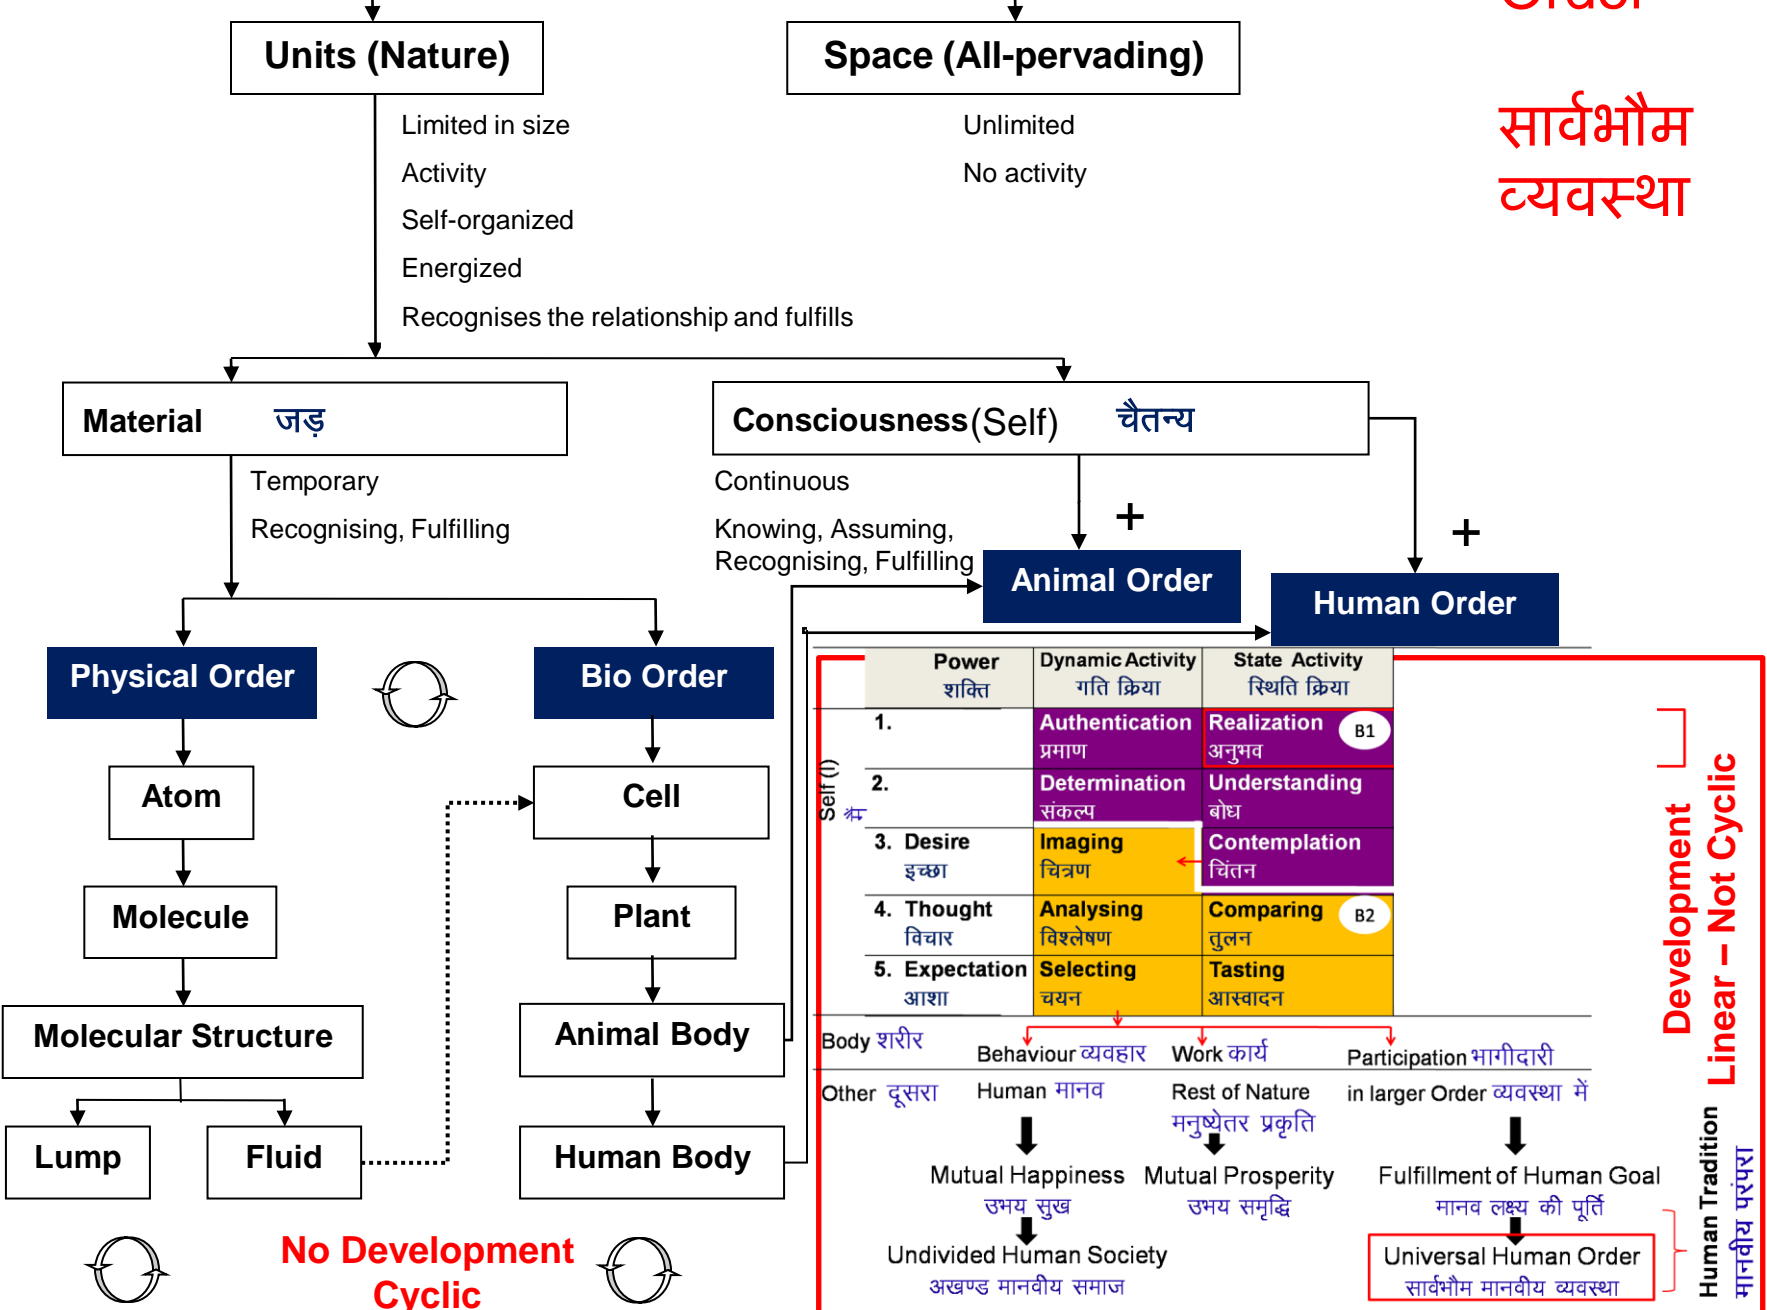 Order
Units (Nature)
Space (All-pervading)
सार्वभौम
व्यवस्था
Limited in size
Activity
Self-organized
Energized
Recognises the relationship and fulfills
Unlimited
No activity
Material जड़
Consciousness(Self) चैतन्य
Temporary
Recognising, Fulfilling
Continuous
Knowing, Assuming,
Recognising, Fulfilling
+
+
Animal Order
Human Order
Physical Order
Bio Order
Atom
Cell
Molecule
Plant
Molecular Structure
Animal Body
Lump
Fluid
Human Body
No Development
Cyclic
Power Dynamic Activity State Activity
शक्ति गति क्रिया स्थिति क्रिया
Self (I)
मैं
1. Authentication Realization B1
प्रमाण अनुभव
2. Determination Understanding
संकल्प बोध
3. Desire Imaging Contemplation
इच्छा चित्रण चिंतन
4. Thought Analysing Comparing B2
विचार विश्लेषण तुलन
5. Expectation Selecting Tasting
आशा चयन आस्वादन
Body शरीर
Behaviour व्यवहार Work कार्य Participation भागीदारी
Other दूसरा Human मानव Rest of Nature in larger Order व्यवस्था में
मनुष्येतर प्रकृति
Mutual Happiness Mutual Prosperity Fulfillment of Human Goal
उभय सुख उभय समृद्धि मानव लक्ष्य की पूर्ति
Undivided Human Society Universal Human Order
अखण्ड मानवीय समाज सार्वभौम मानवीय व्यवस्था
Development
Linear – Not Cyclic
Human Tradition
मानवीय परंपरा